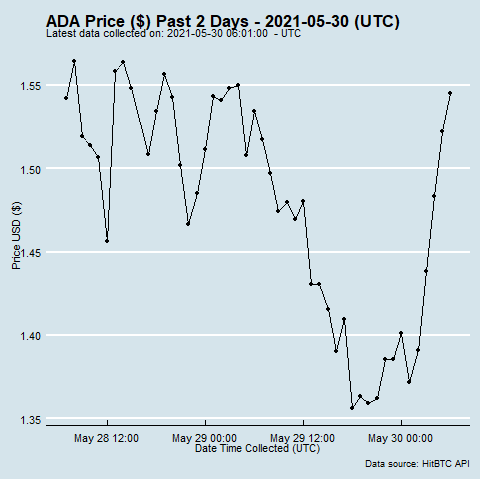 ADA Price ($) Past 2 Days - 2021-05-30 (UTC)
Latest data collected on: 2021-05-30 06:01:00  - UTC
Price USD ($)
1.55
1.50
1.45
1.40
1.35
May 28 12:00
May 29 00:00
May 29 12:00
May 30 00:00
Date Time Collected (UTC)
Data source: HitBTC API